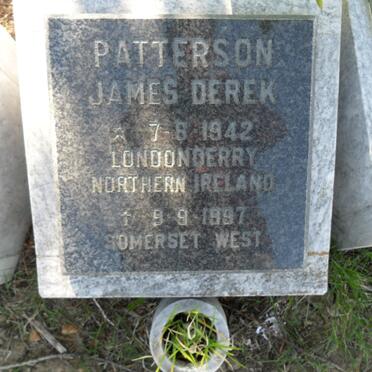 PATTERSON
JAMES DEREK
☆ 7-8-1942
LONDONDERRY
NORTHERN IRELAND
† 9-9-1997
SOMERSET WEST